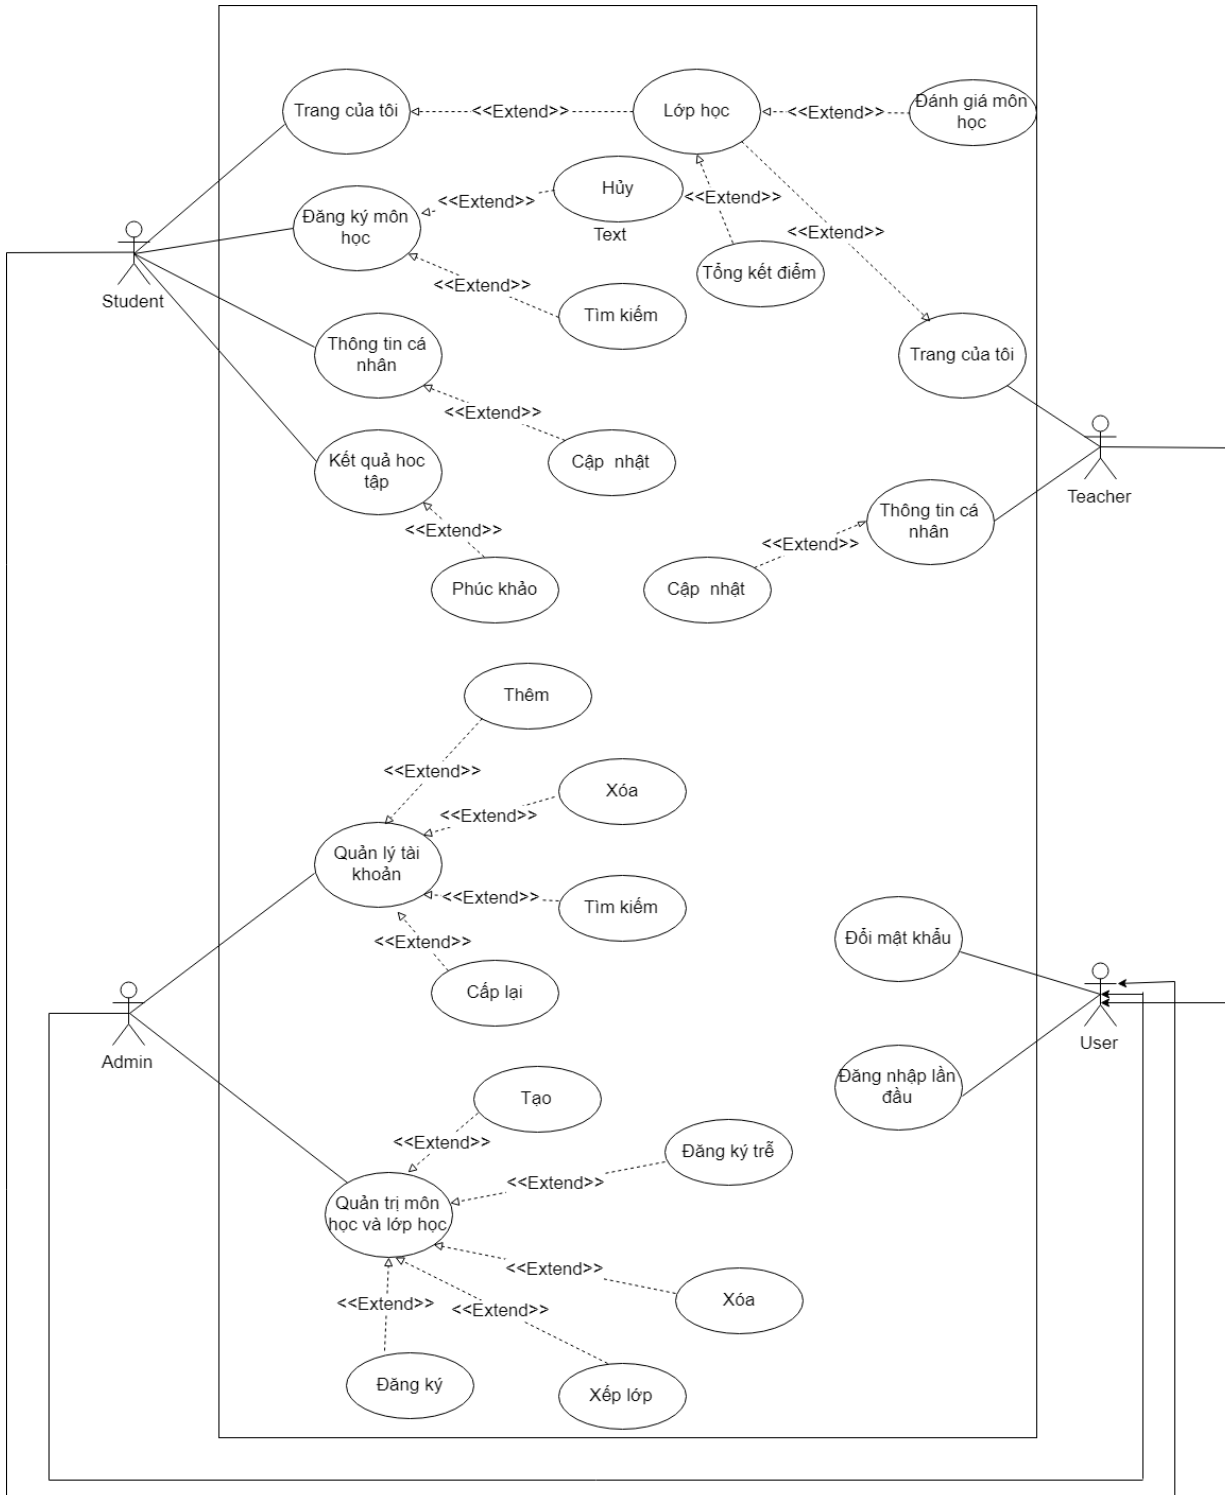 Trang của tôi
<<Extend>>
Lớp học
<<Extend>>
Đánh giá môn
học
Hủy
<<Extend>>
<<Extend>>
Đăng ký môn
học
Text
<<Extend>>
Tổng kết điểm
<<Extend>>
Student
Tìm kiếm
Thông tin cá
nhân
Trang của tôi
<<Extend>>
Kết quả hoc
tập
Cập  nhật
Teacher
Thông tin cá
nhân
<<Extend>>
<<Extend>>
Phúc khảo
Cập  nhật
Thêm
<<Extend>>
Xóa
<<Extend>>
Quản lý tài
khoản
<<Extend>>
Tìm kiếm
<<Extend>>
Đổi mật khẩu
Cấp lại
Admin
User
Đăng nhập lần
đầu
Tạo
<<Extend>>
Đăng ký trễ
<<Extend>>
Quản trị môn
học và lớp học
<<Extend>>
Xóa
<<Extend>>
<<Extend>>
Đăng ký
Xếp lớp